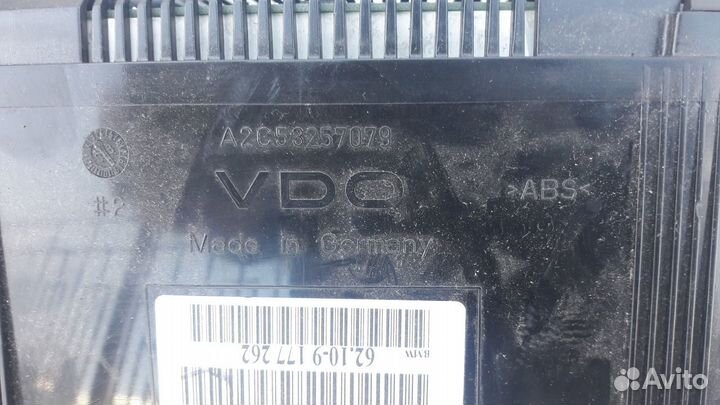 A2C53257079
VDO
>ABS<
#2
Made in Germany
BMW
62.10-9 177 262
Avito